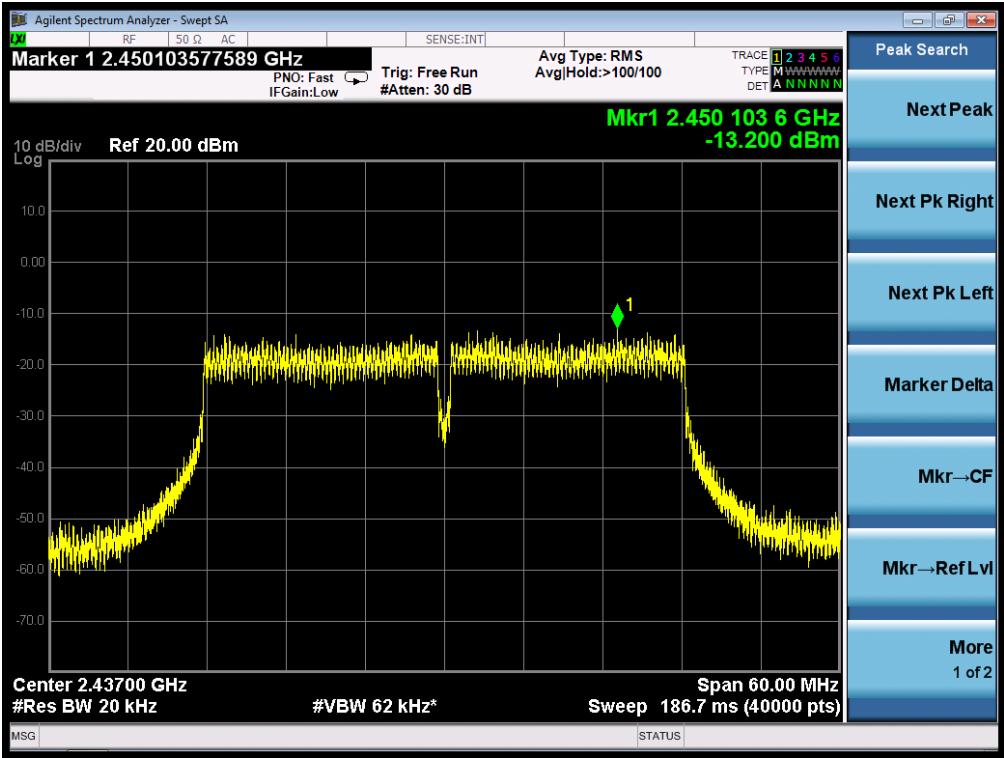 Agilent Spectrum Analyzer - Swept SA
LXI
RF
50 Ω
AC
SENSE:INT
Marker 1 2.450103577589 GHz
PNO: Fast
IFGain:Low
Trig: Free Run
#Atten: 30 dB
Avg Type: RMS
Avg|Hold:>100/100
TRACE 1 2 3 4 5 6
TYPE M WWWWW
DET A N N N N N
Mkr1 2.450 103 6 GHz
-13.200 dBm
10 dB/div
Log
Ref 20.00 dBm
10.0
0.00
-10.0
-20.0
-30.0
-40.0
-50.0
-60.0
-70.0
1
Center 2.43700 GHz
Span 60.00 MHz
#Res BW 20 kHz
#VBW 62 kHz*
Sweep 186.7 ms (40000 pts)
MSG
STATUS
Peak Search
Next Peak
Next Pk Right
Next Pk Left
Marker Delta
Mkr→CF
Mkr→Ref Lvl
More
1 of 2